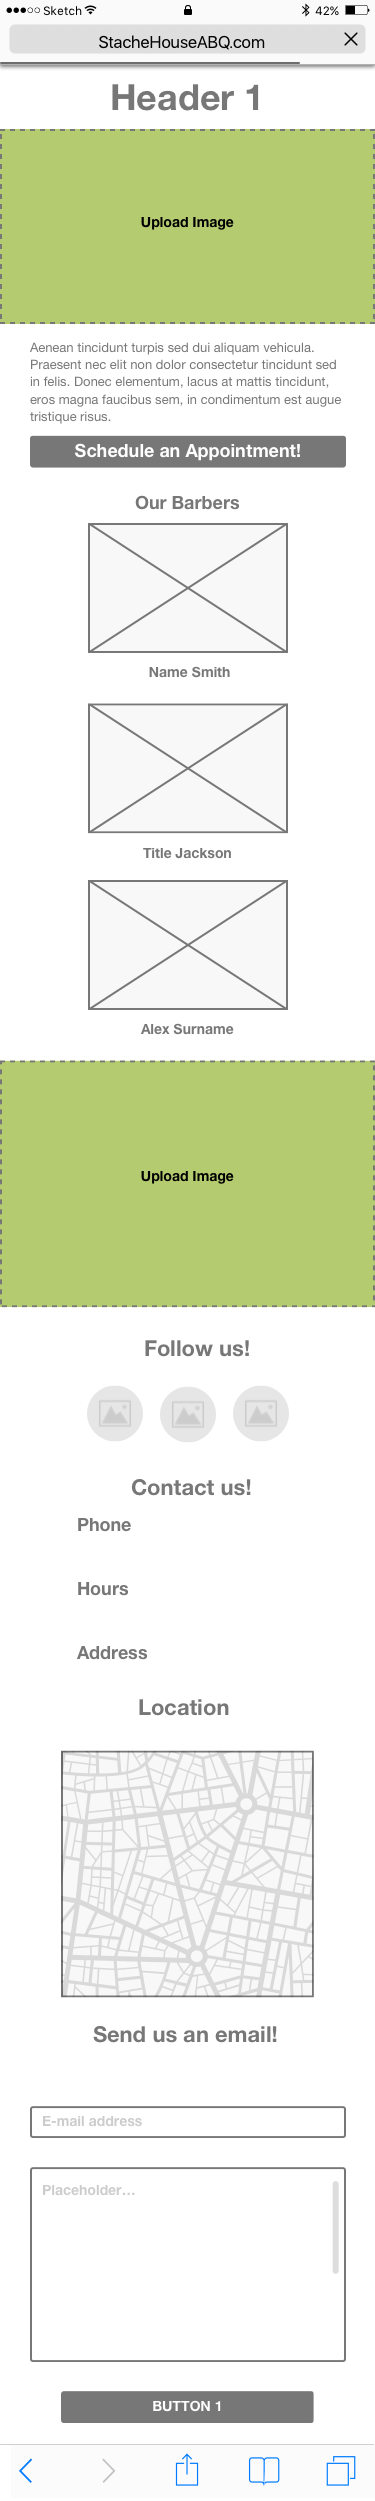 Sketch 42%
StacheHouseABQ.com
Header 1
Upload Image
Aenean tincidunt turpis sed dui aliquam vehicula.
Praesent nec elit non dolor consectetur tincidunt sed
in felis. Donec elementum, lacus at mattis tincidunt,
eros magna faucibus sem, in condimentum est augue
tristique risus.
Schedule an Appointment!
Our Barbers
Name Smith
Title Jackson
Alex Surname
Upload Image
Follow us!
Contact us!
Phone
Hours
Address
Location
Send us an email!
E-mail address
Placeholder...
BUTTON 1